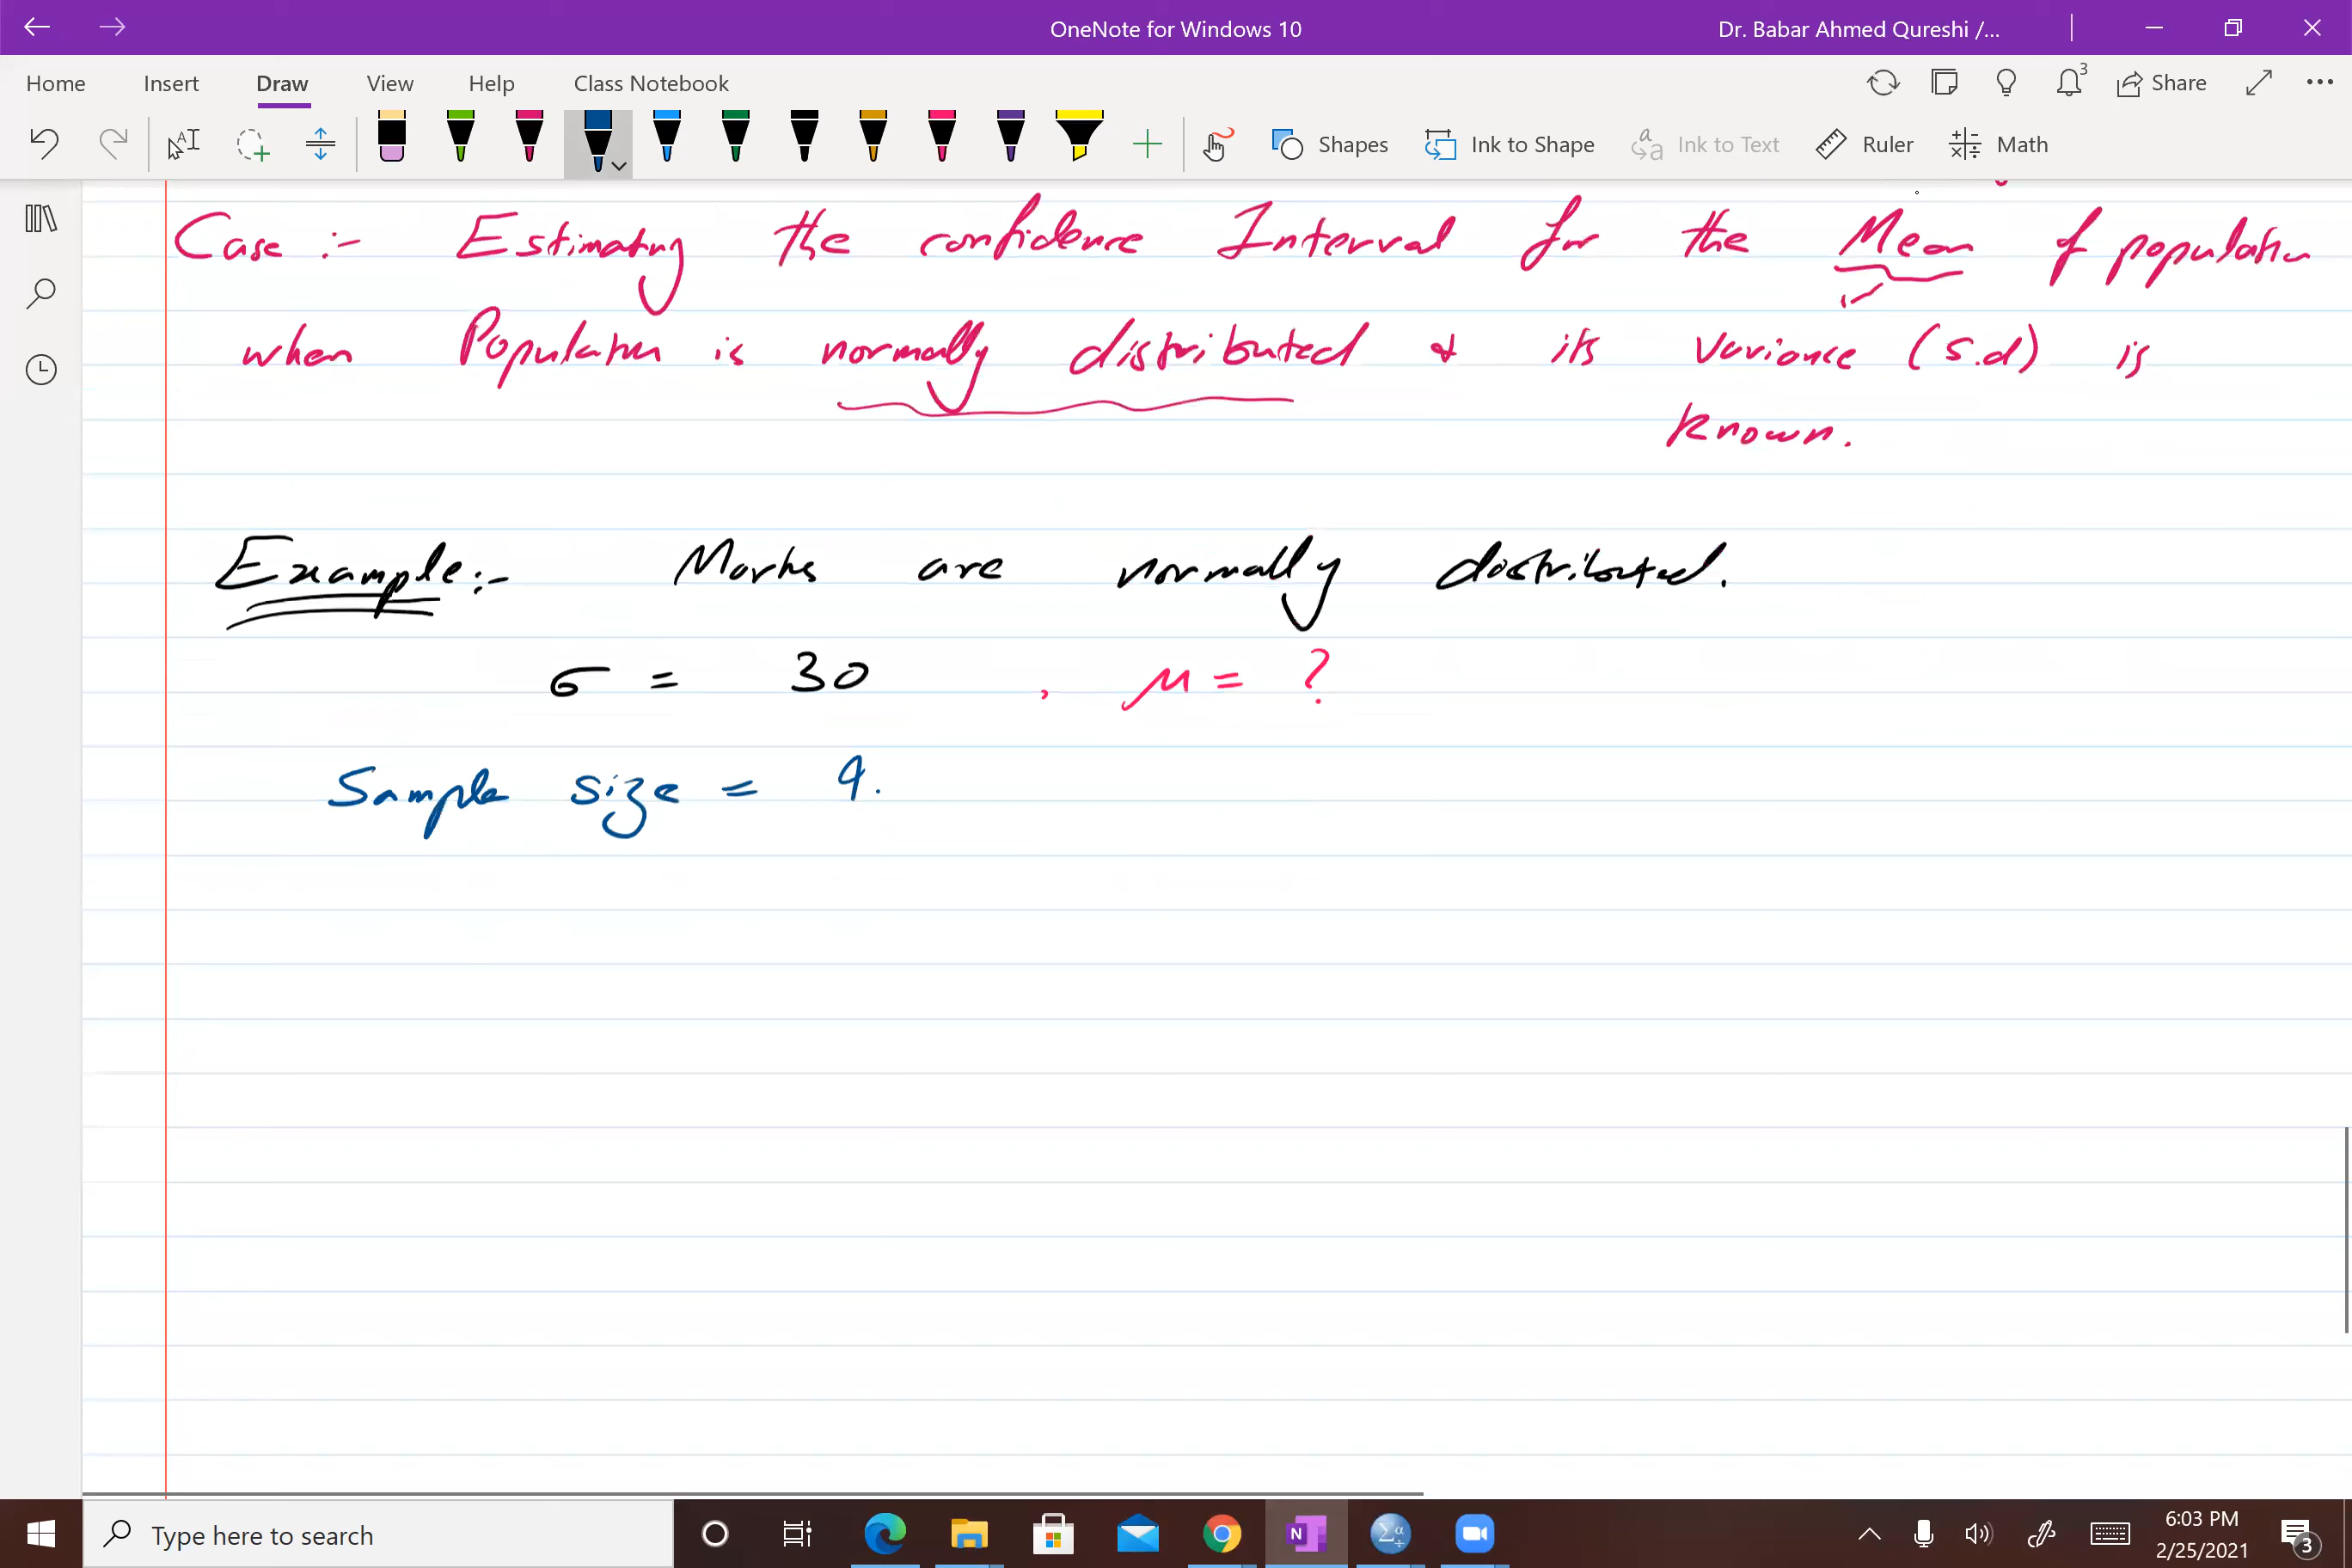 OneNote for Windows 10
Dr. Babar Ahmed Qureshi /...
Home Insert Draw View Help Class Notebook
3
Share
Shapes Ink to Shape Ink to Text Ruler Math
Case :- Estimating the confidence Interval for the Mean of population
when Population is normally distributed & its Variance (s.d) is
known.
Example:- Marks are normally distributed.
σ = 30 , μ = ?
Sample size = 9.
Type here to search
6:03 PM
2/25/2021
3